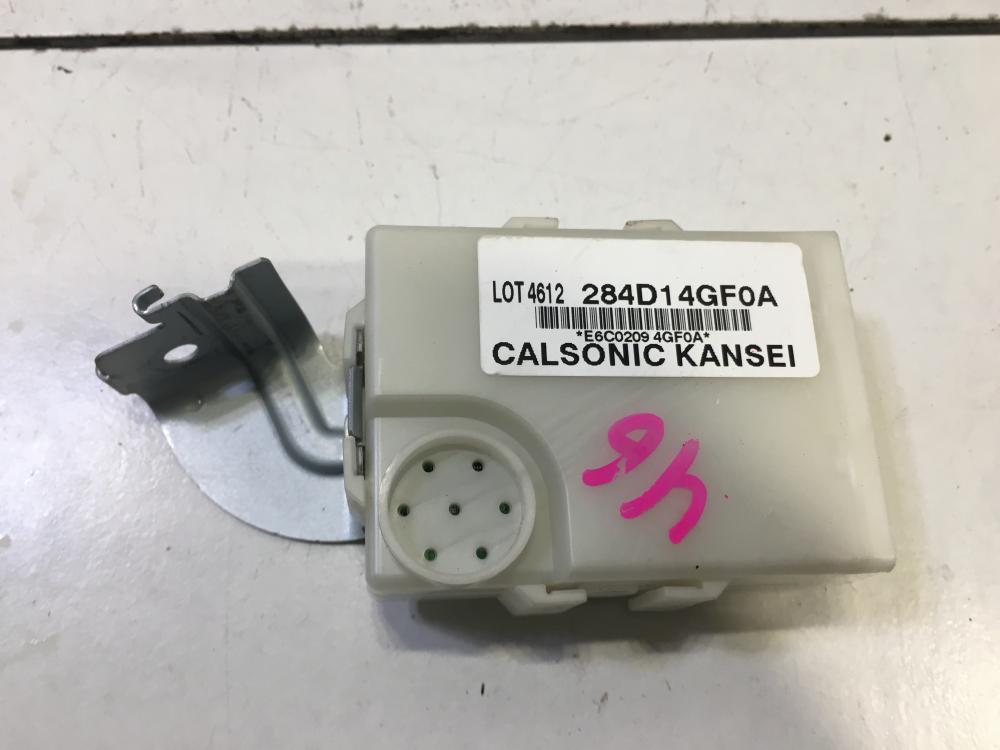 LOT 4612 284D14GF0A
*E6C0209 4GF0A*
CALSONIC KANSEI